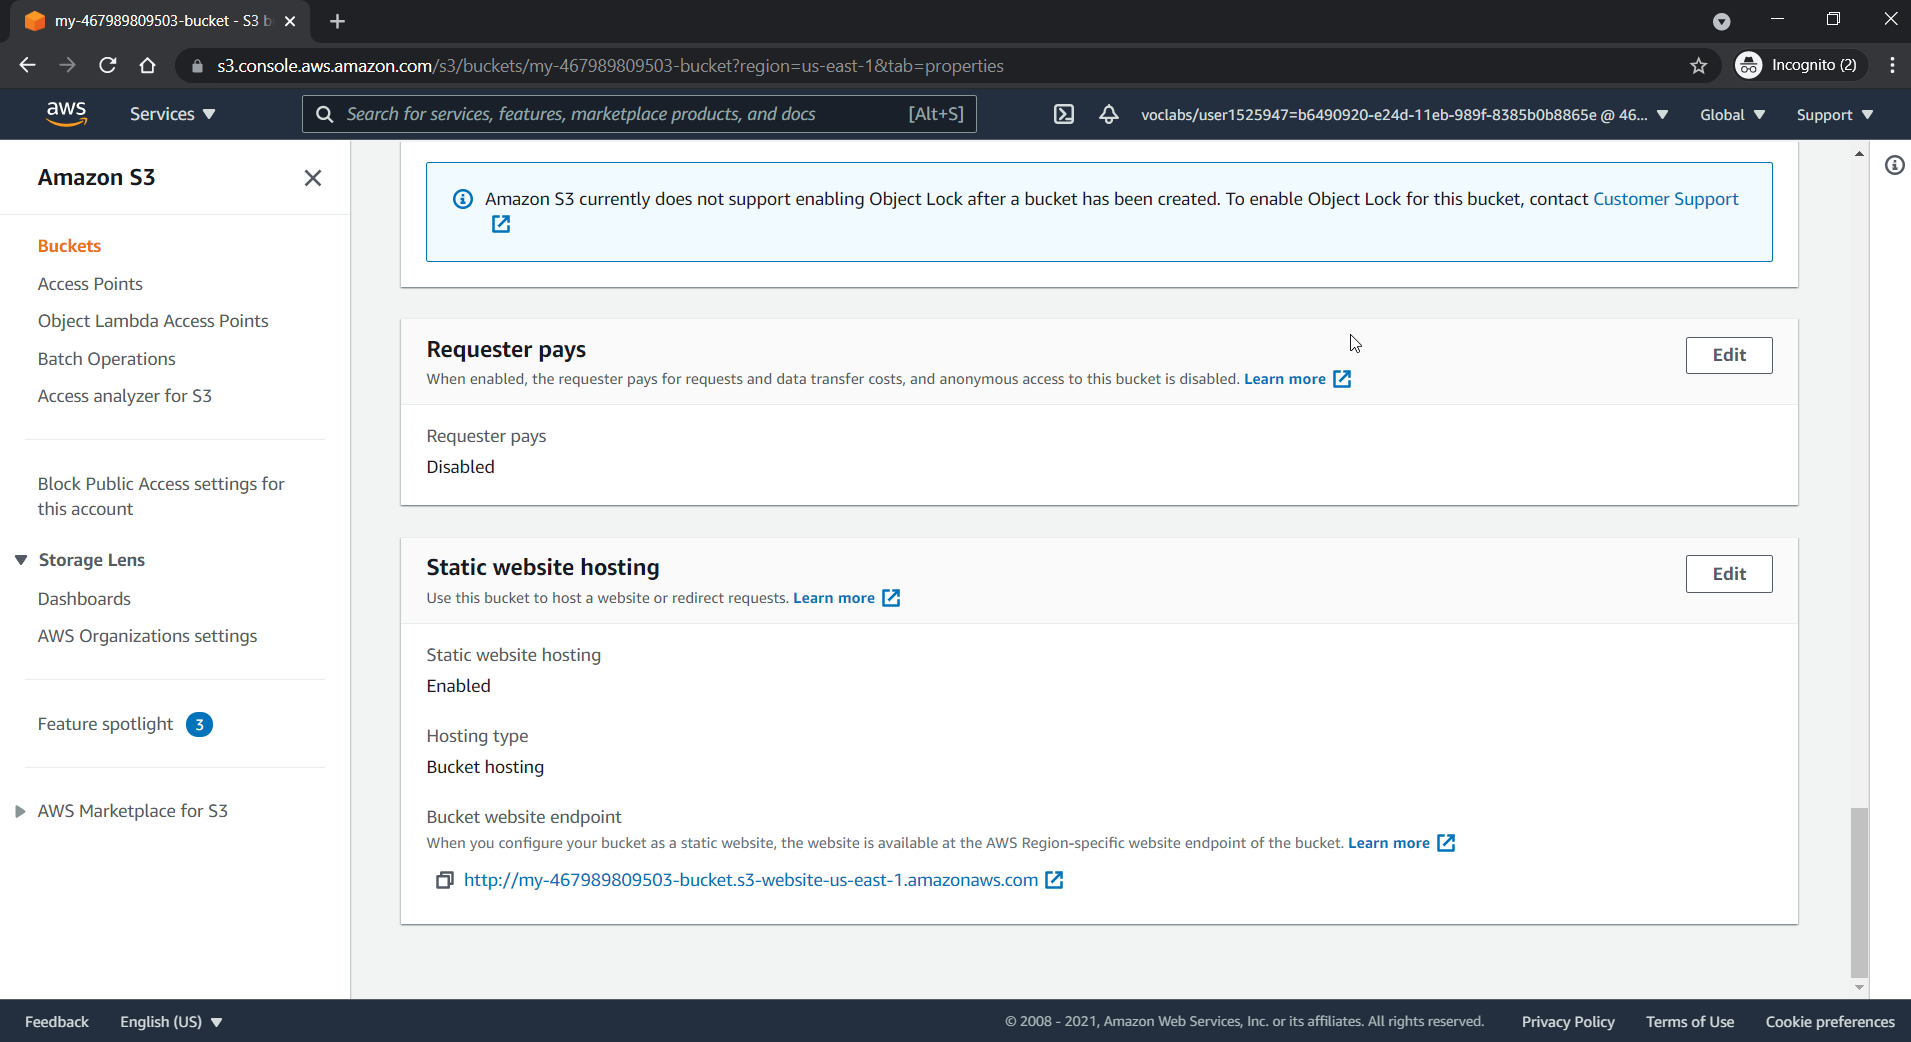 my-467989809503-bucket - S3 b
s3.console.aws.amazon.com/s3/buckets/my-467989809503-bucket?region=us-east-1&tab=properties
Incognito (2)
aws
Services
Search for services, features, marketplace products, and docs
[Alt+S]
voclabs/user1525947=b6490920-e24d-11eb-989f-8385b0b8865e @ 46...
Global
Support
Amazon S3
Buckets
Access Points
Object Lambda Access Points
Batch Operations
Access analyzer for S3
Block Public Access settings for
this account
Storage Lens
Dashboards
AWS Organizations settings
Feature spotlight 3
AWS Marketplace for S3
Amazon S3 currently does not support enabling Object Lock after a bucket has been created. To enable Object Lock for this bucket, contact Customer Support
Requester pays
Edit
When enabled, the requester pays for requests and data transfer costs, and anonymous access to this bucket is disabled. Learn more
Requester pays
Disabled
Static website hosting
Edit
Use this bucket to host a website or redirect requests. Learn more
Static website hosting
Enabled
Hosting type
Bucket hosting
Bucket website endpoint
When you configure your bucket as a static website, the website is available at the AWS Region-specific website endpoint of the bucket. Learn more
http://my-467989809503-bucket.s3-website-us-east-1.amazonaws.com
Feedback
English (US)
© 2008 - 2021, Amazon Web Services, Inc. or its affiliates. All rights reserved.
Privacy Policy
Terms of Use
Cookie preferences